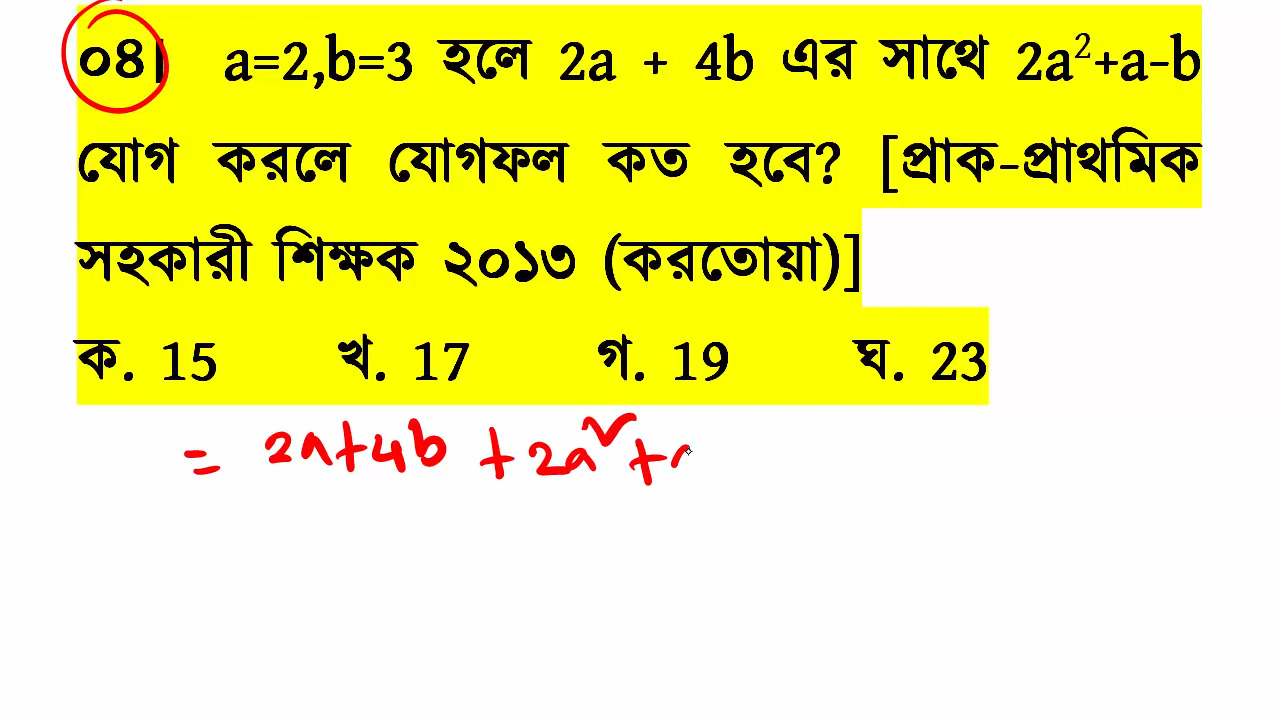 ০৪। a=2,b=3 হলে 2a + 4b এর সাথে 2a²+a-b
যোগ করলে যোগফল কত হবে? [প্রাক-প্রাথমিক
সহকারী শিক্ষক ২০১৩ (করতোয়া)]
ক. 15 খ. 17 গ. 19 ঘ. 23
= 2a+4b + 2a² +